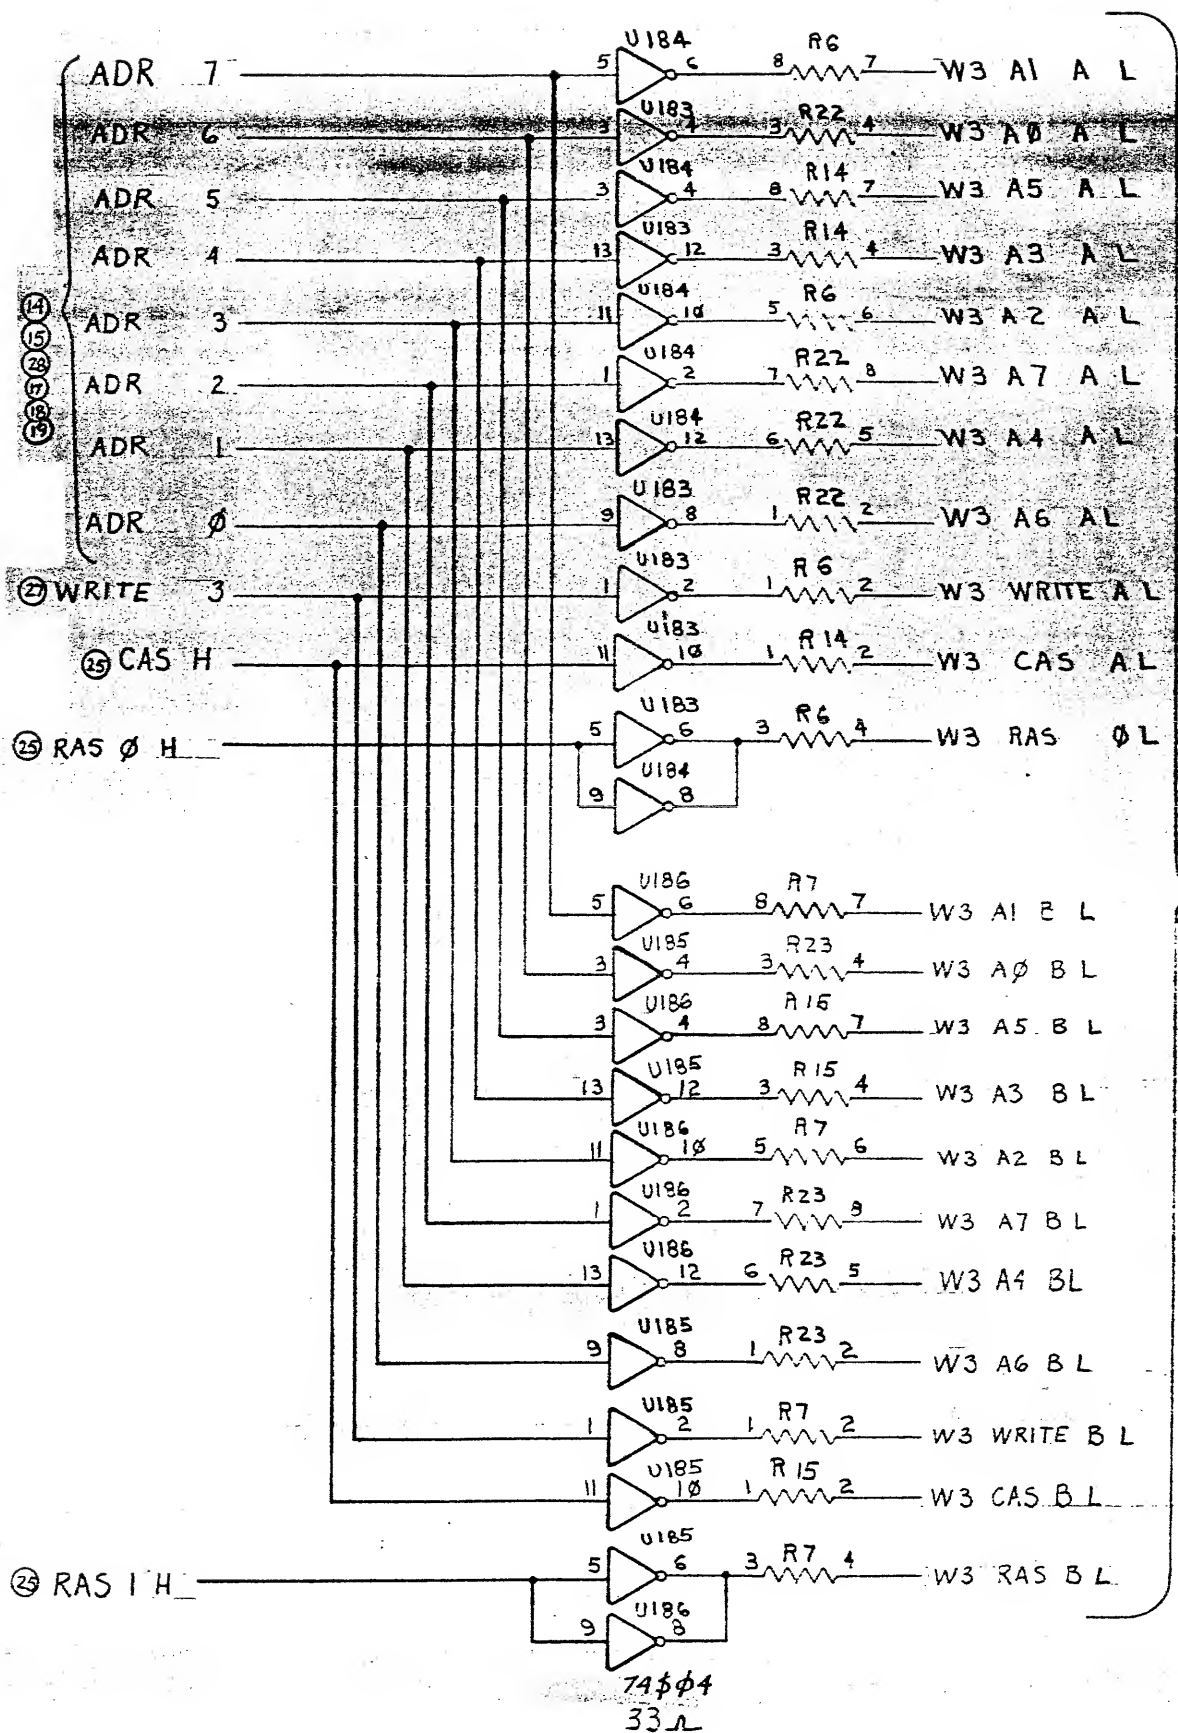 U184 R6
ADR 7 5 6 8 7 W3 A1 A L
U183 R22
ADR 6 3 4 3 4 W3 AØ A L
U184 R14
ADR 5 3 4 8 7 W3 A5 A L
U183 R14
ADR 4 13 12 3 4 W3 A3 A L
U184 R6
14 ADR 3 11 1Ø 5 6 W3 A2 A L
15
28
U184 R22
17 ADR 2 1 2 7 8 W3 A7 A L
18
19
U184 R22
ADR 1 13 12 6 5 W3 A4 A L
U183 R22
ADR Ø 9 8 1 2 W3 A6 AL
U183 R6
27 WRITE 3 1 2 1 2 W3 WRITE A L
U183 R14
25 CAS H 11 1Ø 1 2 W3 CAS A L
U183 R6
25 RAS Ø H 5 6 3 4 W3 RAS ØL
U184
9 8
U186 R7
5 6 8 7 W3 A1 B L
U185 R23
3 4 3 4 W3 AØ B L
U186 R15
3 4 8 7 W3 A5 B L
U185 R15
13 12 3 4 W3 A3 B L
U186 R7
11 1Ø 5 6 W3 A2 B L
U186 R23
1 2 7 8 W3 A7 B L
U186 R23
13 12 6 5 W3 A4 BL
U185 R23
9 8 1 2 W3 A6 B L
U185 R7
1 2 1 2 W3 WRITE B L
U185 R15
11 1Ø 1 2 W3 CAS B L
U185 R7
25 RAS 1 H 5 6 3 4 W3 RAS B L
U186
9 8
74SØ4
33Ω